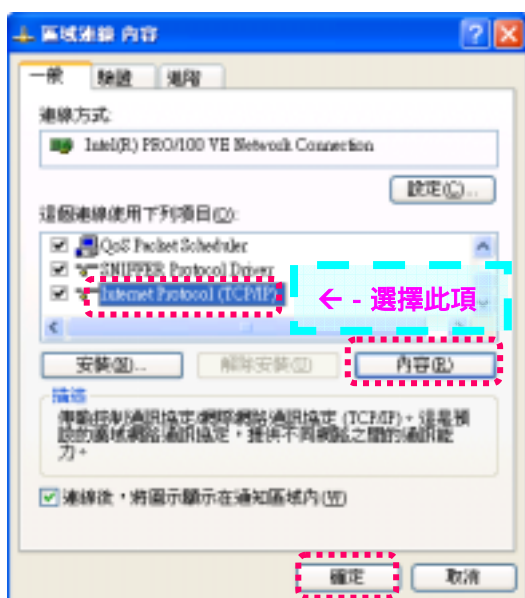 區域連線 內容
一般 驗證 進階
連線方式:
Intel(R) PRO/100 VE Network Connection
設定(C)...
這個連線使用下列項目(O):
QoS Packet Scheduler
SNIFFER Protocol Driver
Internet Protocol (TCP/IP)
← - 選擇此項
安裝(N)... 解除安裝(U) 內容(R)
描述
傳輸控制通訊協定/網際網路通訊協定 (TCP/IP)。這是預
設的廣域網路通訊協定，提供不同網路之間的通訊能
力。
連線後，將圖示顯示在通知區域內(W)
確定 取消